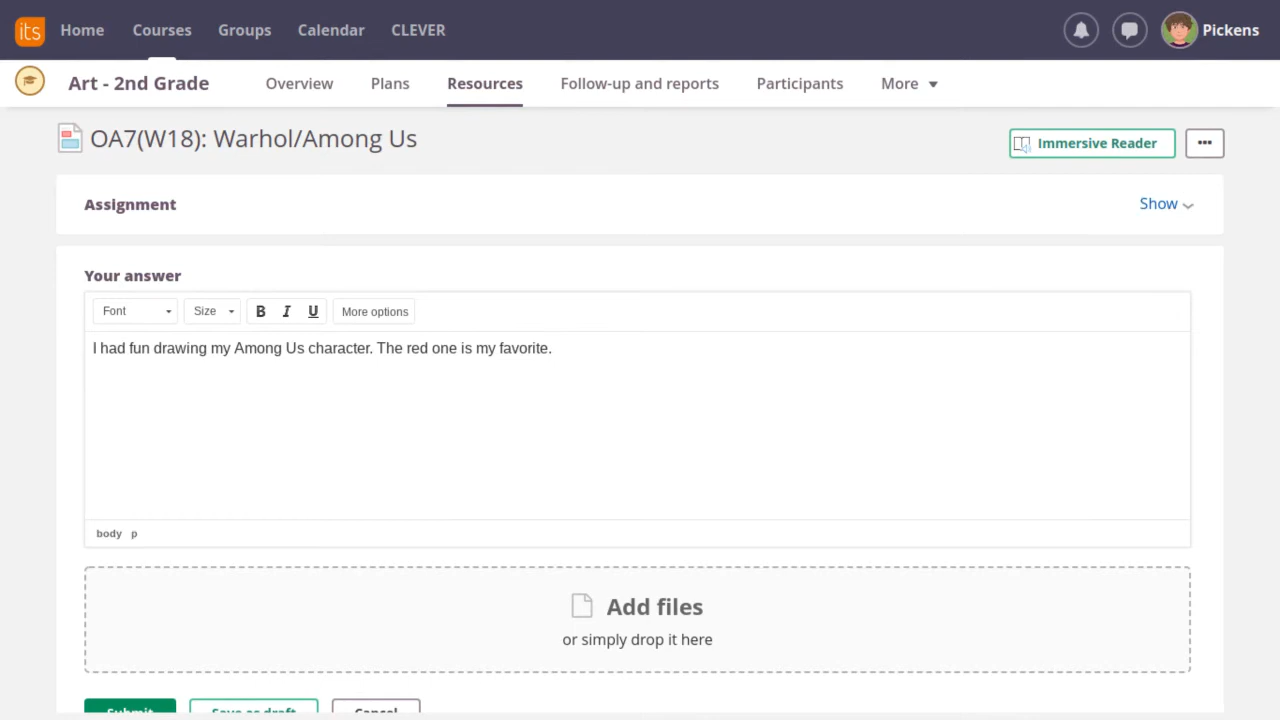 its Home Courses Groups Calendar CLEVER Pickens
Art - 2nd Grade Overview Plans Resources Follow-up and reports Participants More
OA7(W18): Warhol/Among Us
Immersive Reader
Assignment Show
Your answer
Font Size B I U More options
I had fun drawing my Among Us character. The red one is my favorite.
body p
Add files
or simply drop it here
Submit Save as draft Cancel